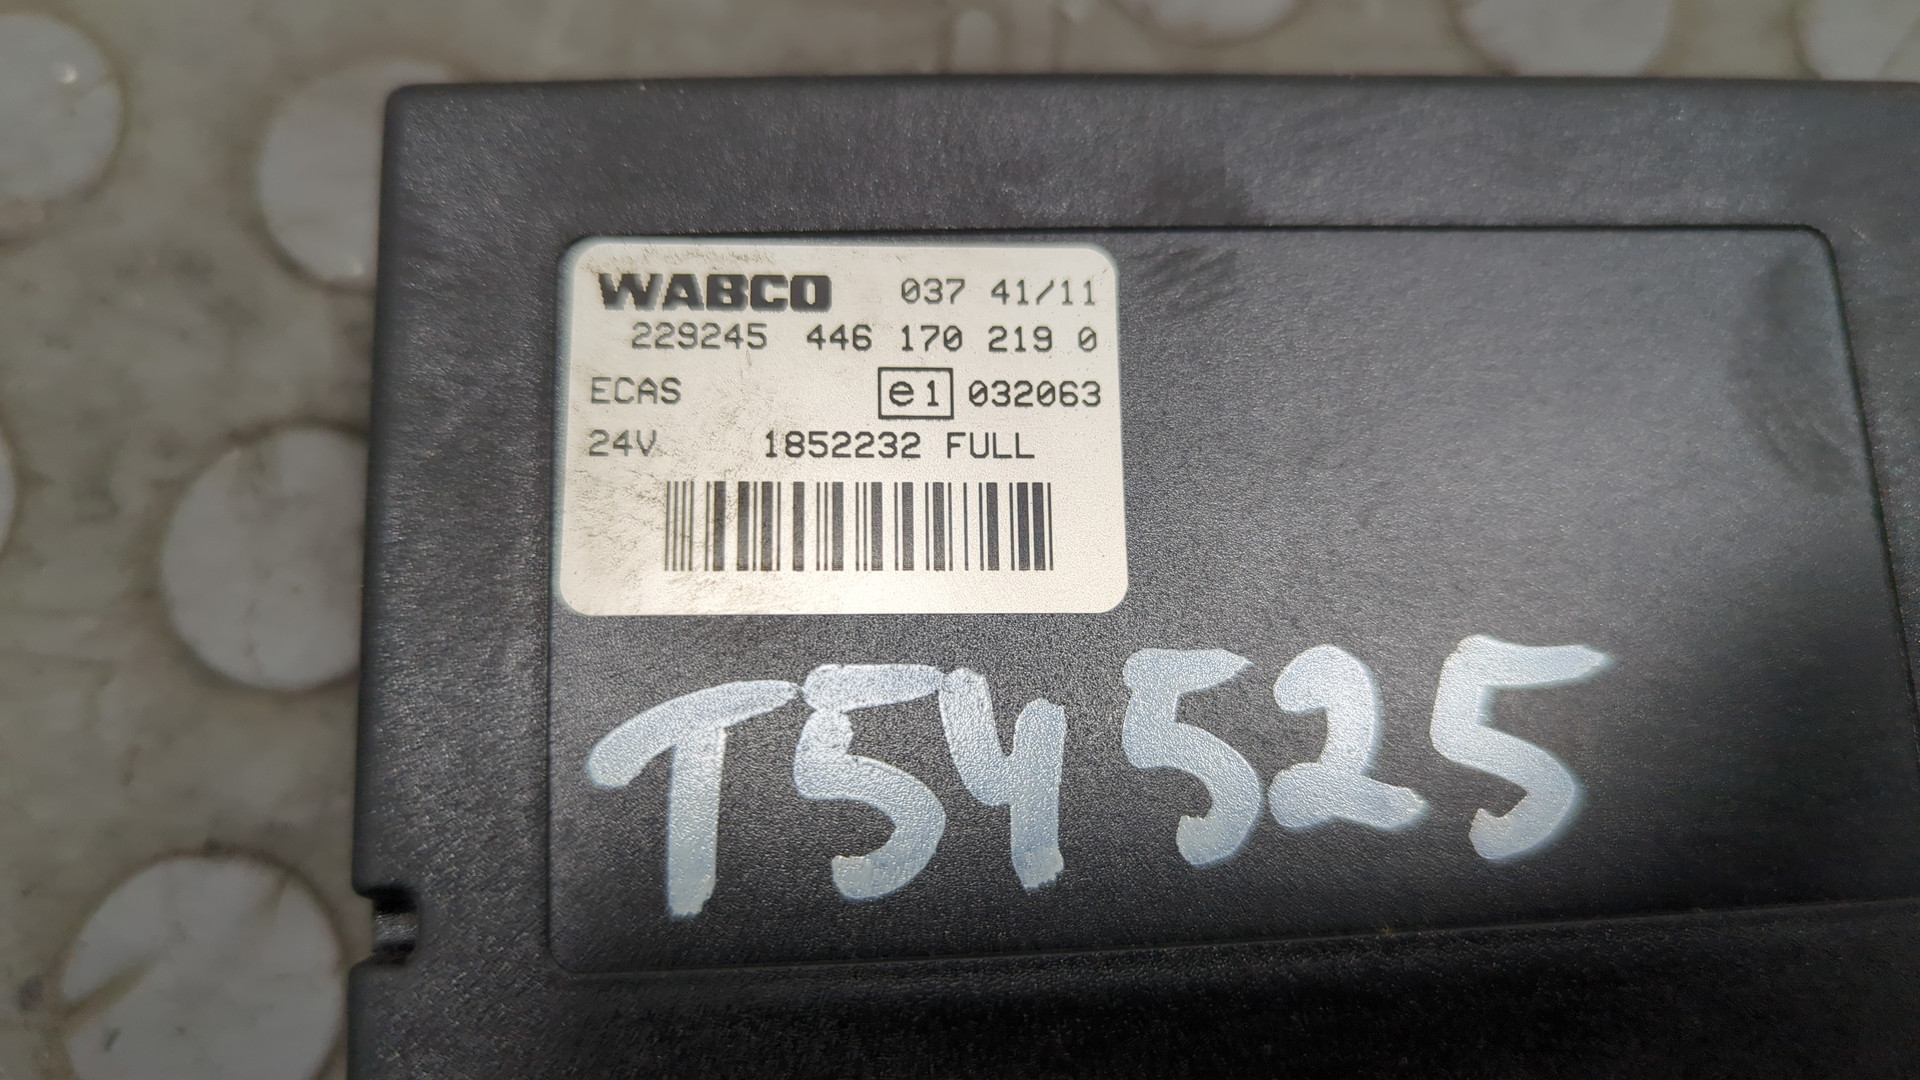 WABCO 037 41/11
229245 446 170 219 0
ECAS e1 032063
24V 1852232 FULL
T54525